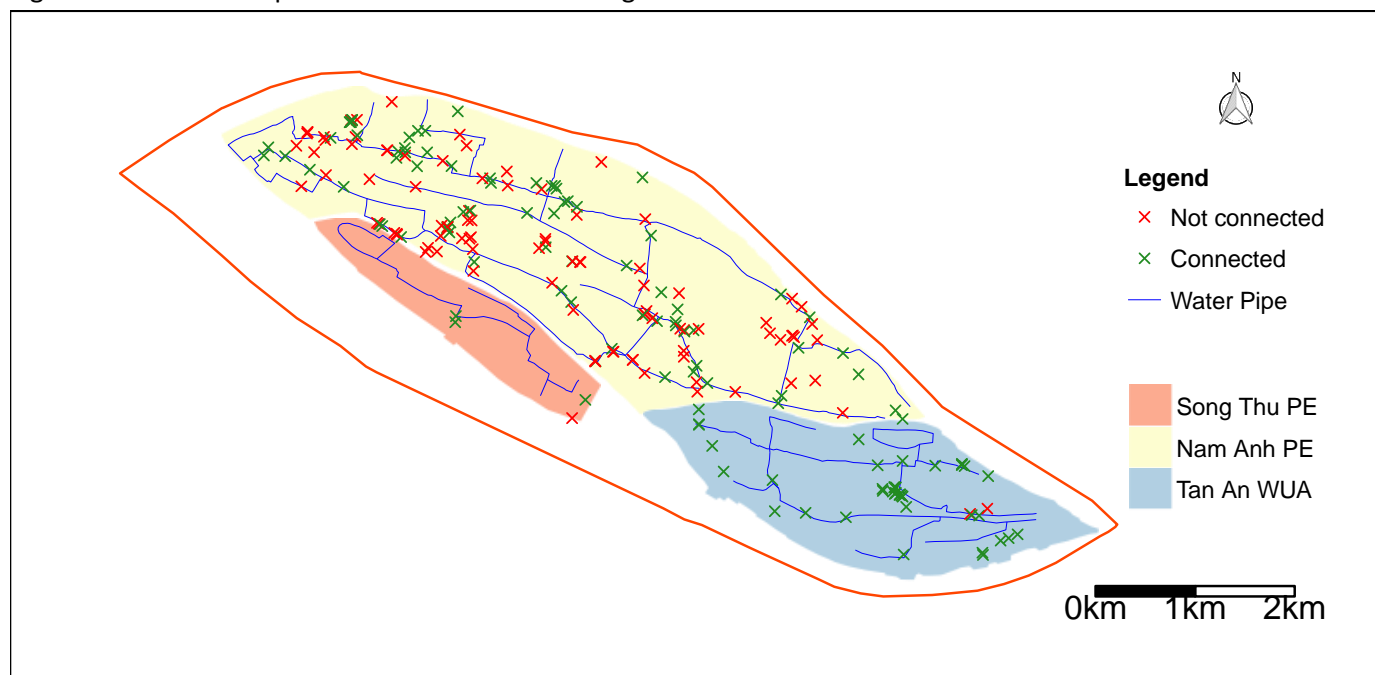 N
Legend
Not connected
Connected
Water Pipe
Song Thu PE
Nam Anh PE
Tan An WUA
0km 1km 2km